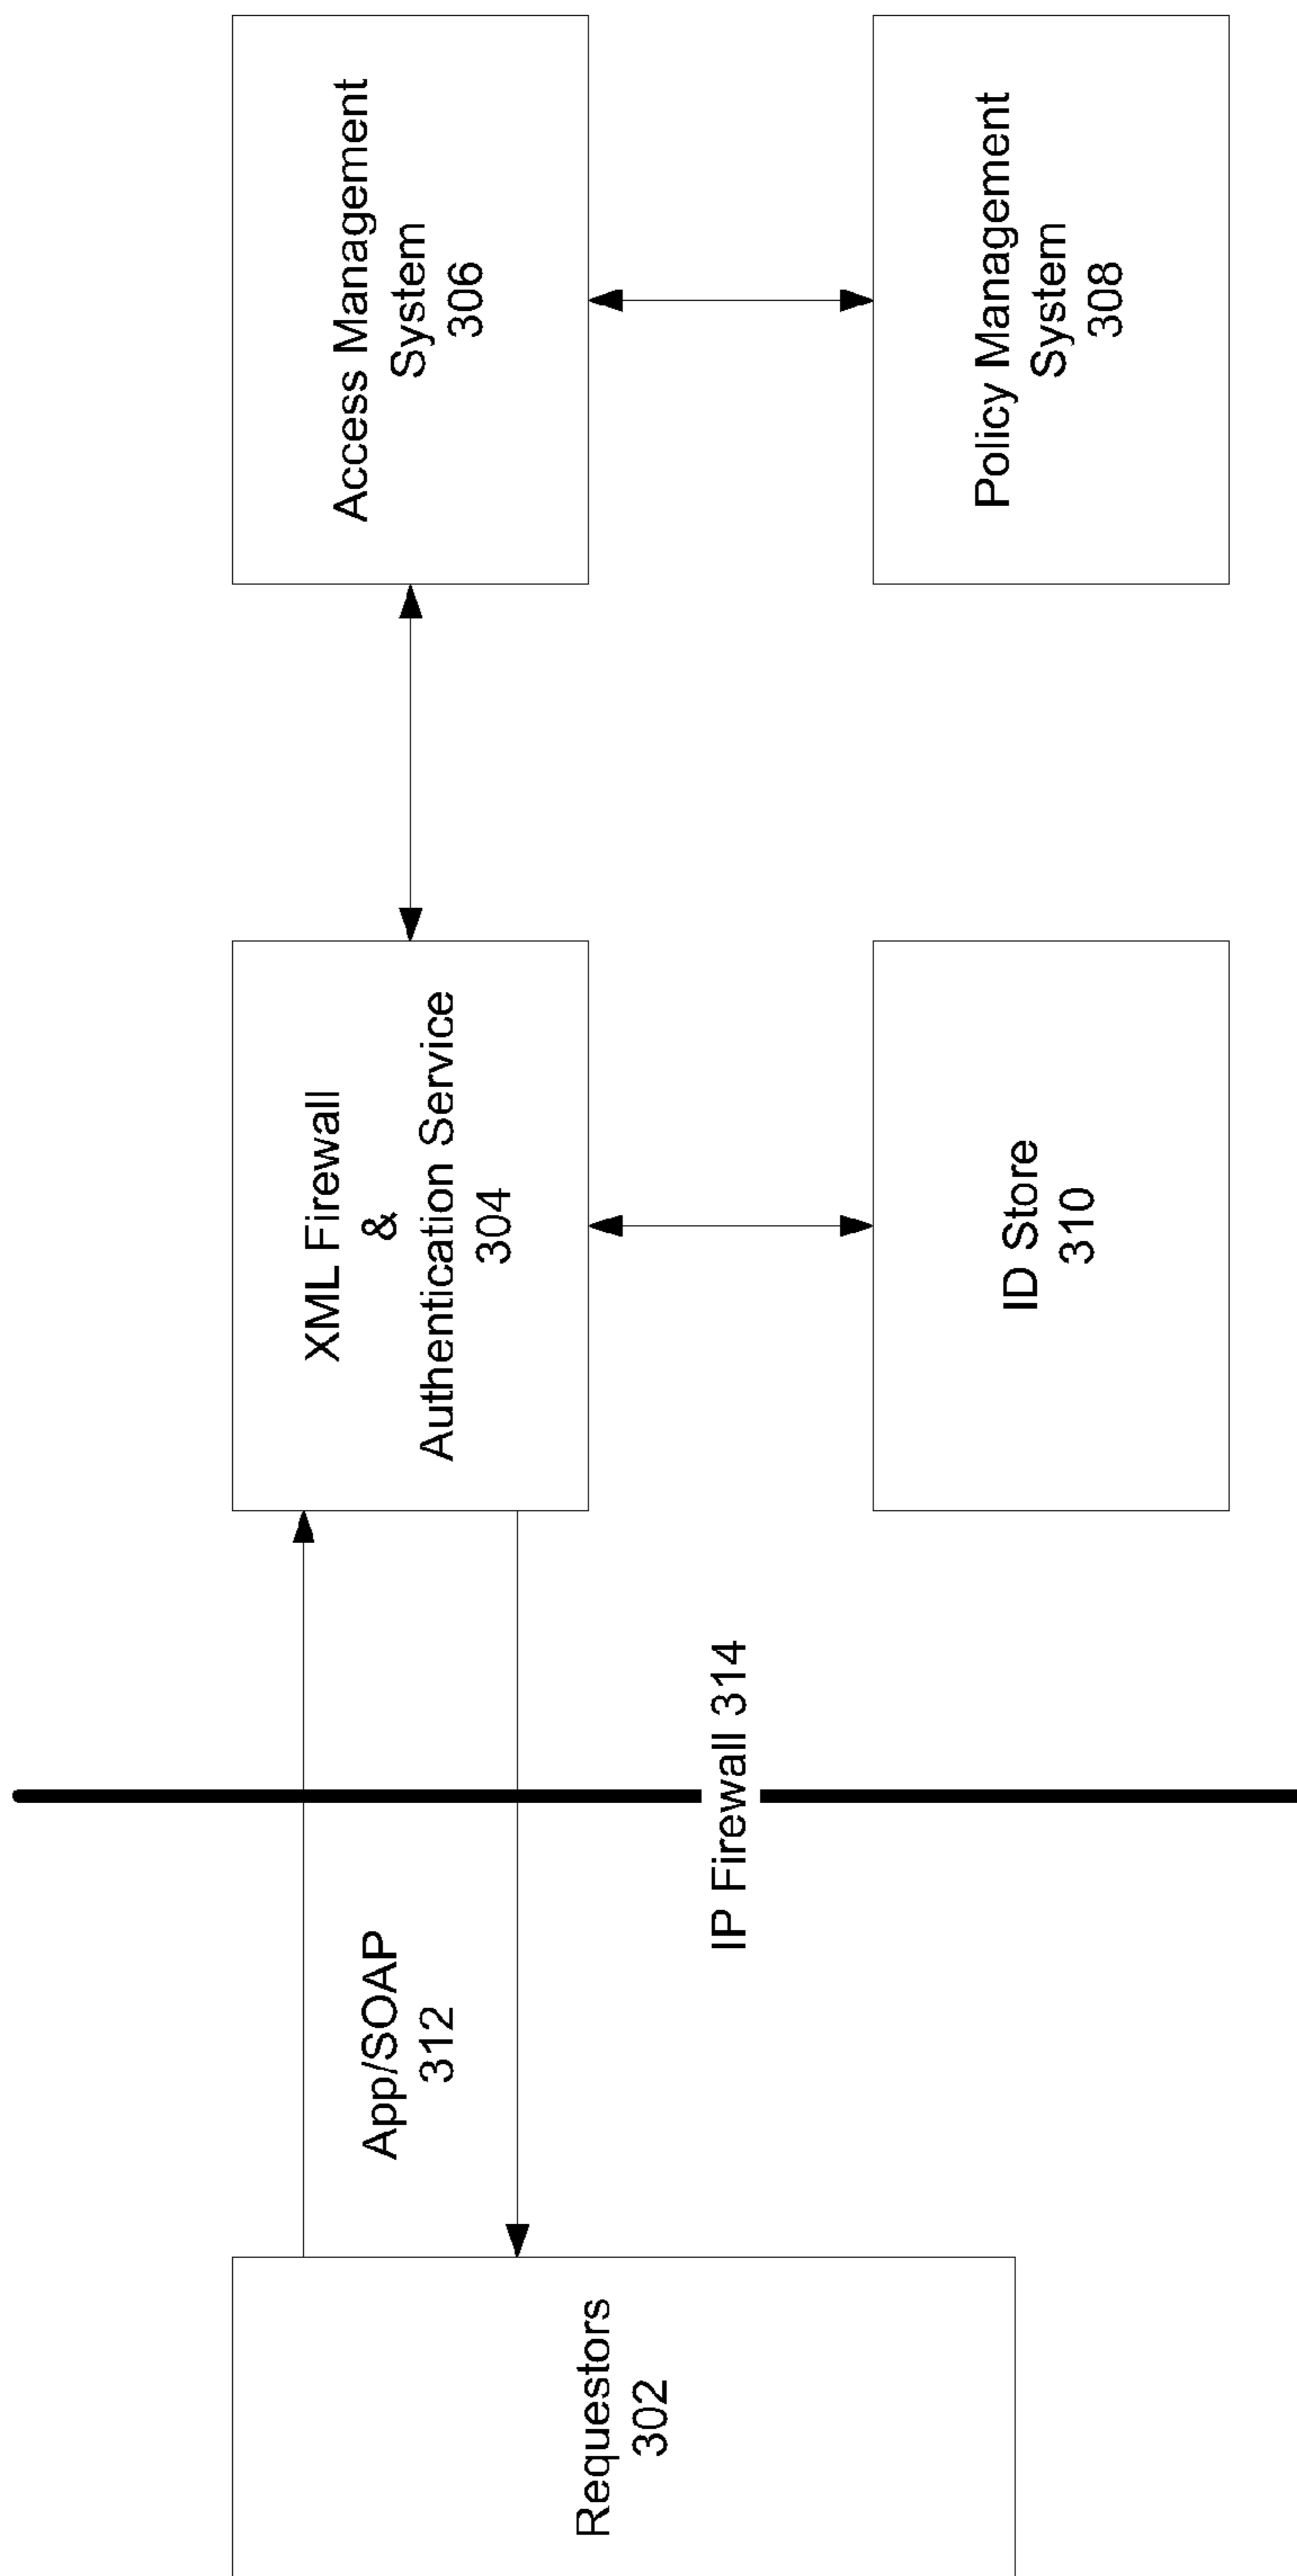 Requestors
302
App/SOAP
312
IP Firewall 314
XML Firewall
&
Authentication Service
304
ID Store
310
Access Management
System
306
Policy Management
System
308